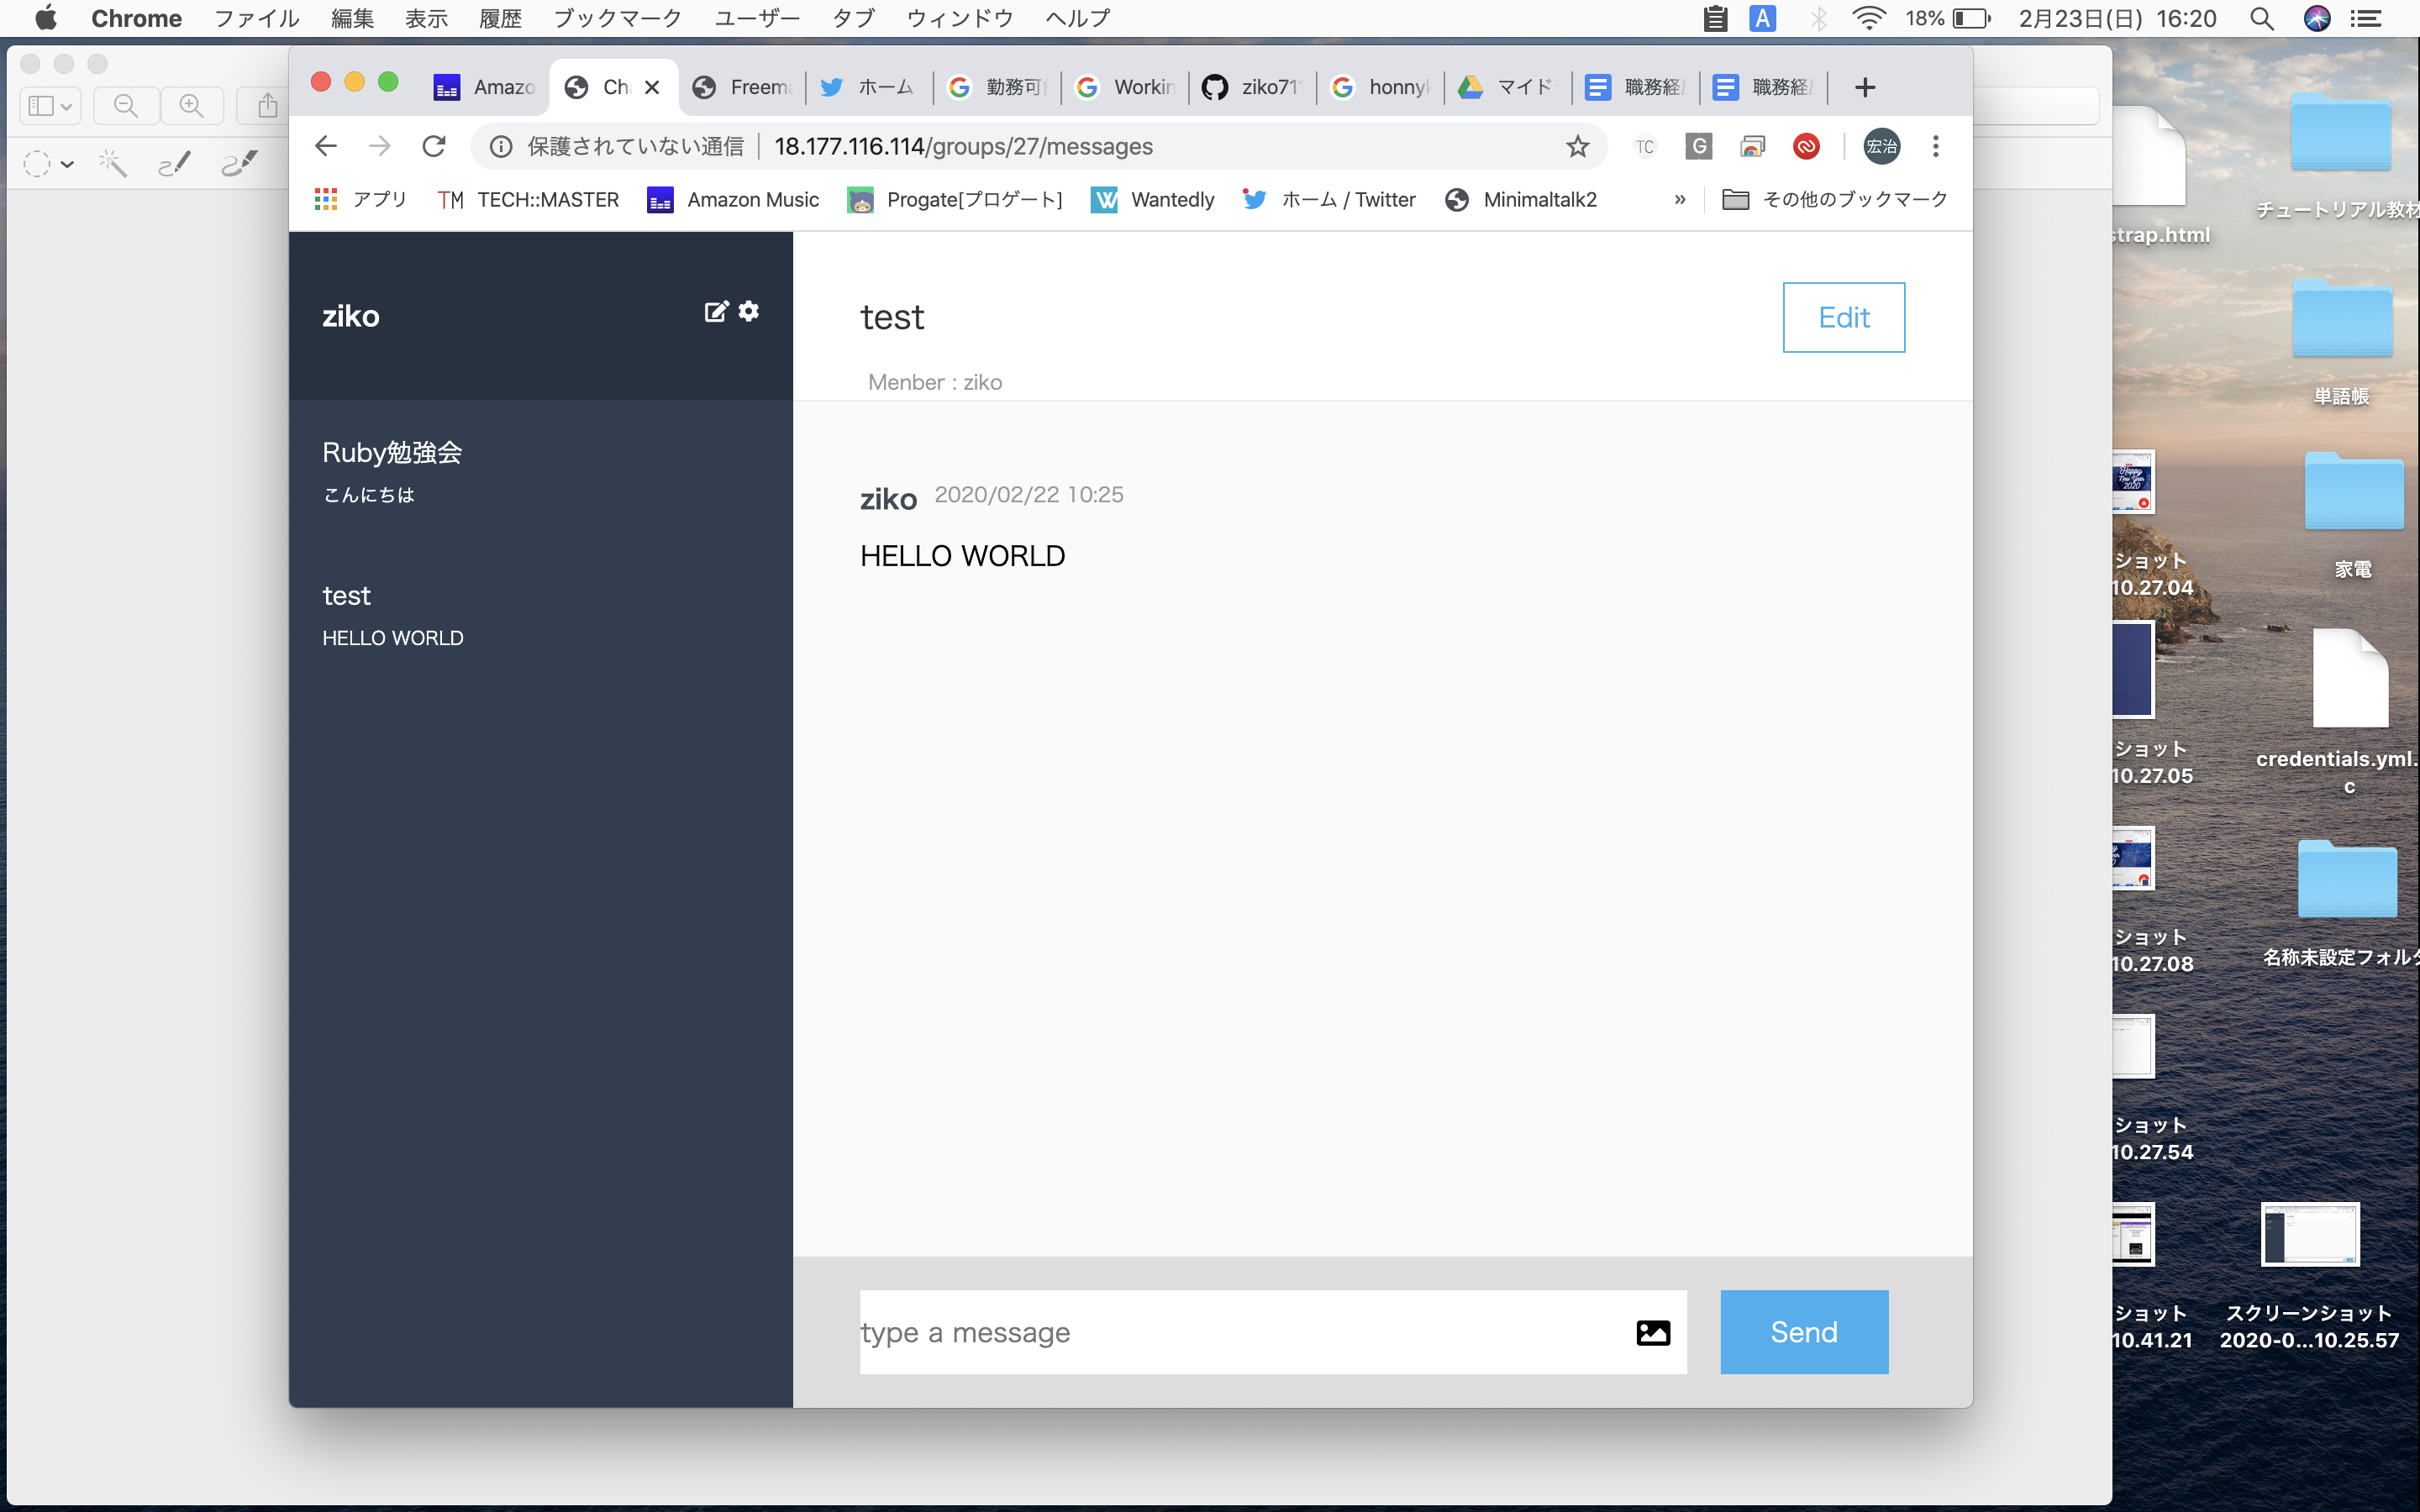 Chrome ファイル 編集 表示 履歴 ブックマーク ユーザー タブ ウィンドウ ヘルプ A 18% 2月23日(日) 16:20
Amazo Ch Freema ホーム 勤務可 Workin ziko711 honnyk マイド 職務経 職務経
保護されていない通信 18.177.116.114/groups/27/messages TC G 宏治
アプリ TM TECH::MASTER Amazon Music Progate[プロゲート] W Wantedly ホーム / Twitter Minimaltalk2 » その他のブックマーク
ziko
Ruby勉強会
こんにちは
test
HELLO WORLD
test
Edit
Menber : ziko
ziko 2020/02/22 10:25
HELLO WORLD
type a message
Send
strap.html
チュートリアル教材
単語帳
ショット
10.27.04
家電
ショット
10.27.05
credentials.yml.
c
ショット
10.27.08
名称未設定フォルダ
ショット
10.27.54
ショット
10.41.21
スクリーンショット
2020-0...10.25.57